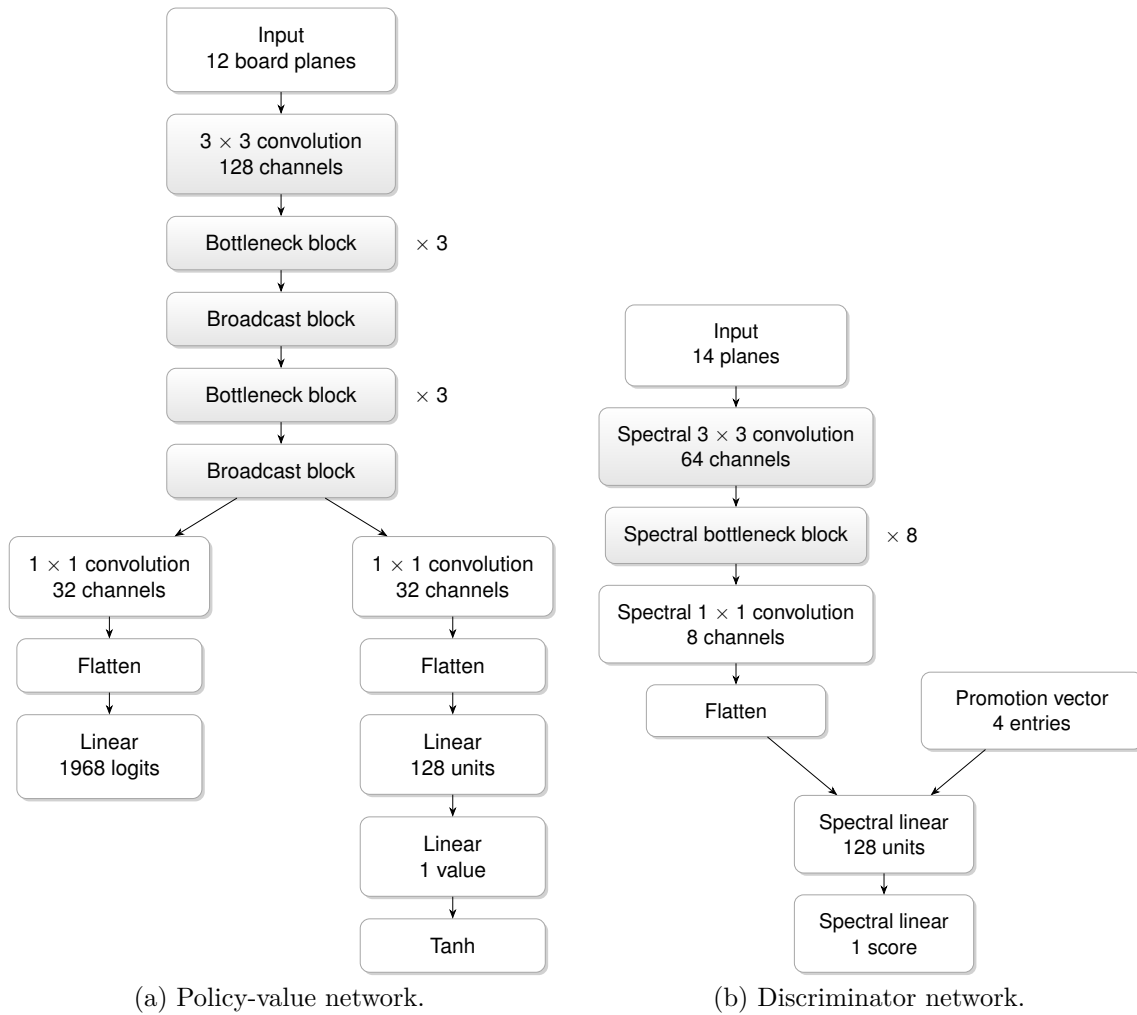 Input
12 board planes
3 × 3 convolution
128 channels
Bottleneck block
× 3
Broadcast block
Bottleneck block
× 3
Broadcast block
1 × 1 convolution
32 channels
Flatten
Linear
1968 logits
1 × 1 convolution
32 channels
Flatten
Linear
128 units
Linear
1 value
Tanh
(a) Policy-value network.
Input
14 planes
Spectral 3 × 3 convolution
64 channels
Spectral bottleneck block
× 8
Spectral 1 × 1 convolution
8 channels
Flatten
Promotion vector
4 entries
Spectral linear
128 units
Spectral linear
1 score
(b) Discriminator network.